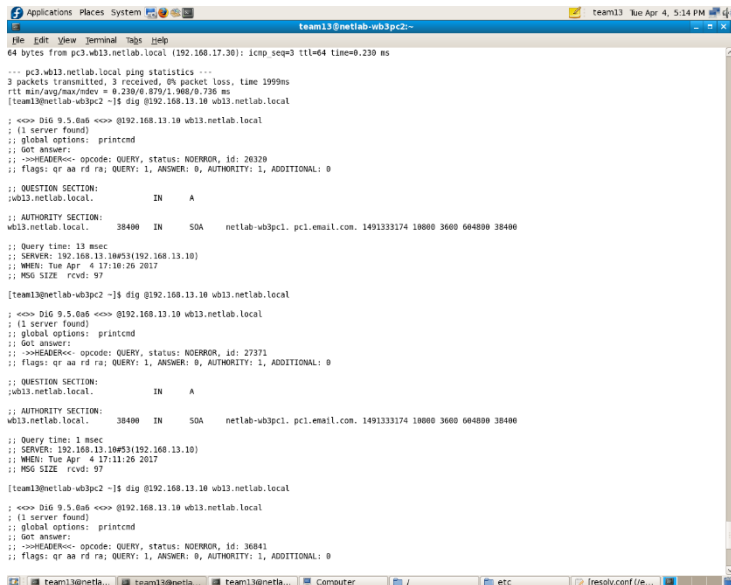 Applications Places System team13 Tue Apr 4, 5:14 PM
team13@netlab-wb3pc2:~
File Edit View Terminal Tabs Help
64 bytes from pc3.wb13.netlab.local (192.168.17.30): icmp_seq=3 ttl=64 time=0.230 ms
--- pc3.wb13.netlab.local ping statistics ---
3 packets transmitted, 3 received, 0% packet loss, time 1999ms
rtt min/avg/max/mdev = 0.230/0.879/1.908/0.736 ms
[team13@netlab-wb3pc2 ~]$ dig @192.168.13.10 wb13.netlab.local
; <<>> DiG 9.5.0a6 <<>> @192.168.13.10 wb13.netlab.local
; (1 server found)
;; global options: printcmd
;; Got answer:
;; ->>HEADER<<- opcode: QUERY, status: NOERROR, id: 20320
;; flags: qr aa rd ra; QUERY: 1, ANSWER: 0, AUTHORITY: 1, ADDITIONAL: 0
;; QUESTION SECTION:
;wb13.netlab.local. IN A
;; AUTHORITY SECTION:
wb13.netlab.local. 38400 IN SOA netlab-wb3pc1. pc1.email.com. 1491333174 10800 3600 604800 38400
;; Query time: 13 msec
;; SERVER: 192.168.13.10#53(192.168.13.10)
;; WHEN: Tue Apr 4 17:10:26 2017
;; MSG SIZE rcvd: 97
[team13@netlab-wb3pc2 ~]$ dig @192.168.13.10 wb13.netlab.local
; <<>> DiG 9.5.0a6 <<>> @192.168.13.10 wb13.netlab.local
; (1 server found)
;; global options: printcmd
;; Got answer:
;; ->>HEADER<<- opcode: QUERY, status: NOERROR, id: 27371
;; flags: qr aa rd ra; QUERY: 1, ANSWER: 0, AUTHORITY: 1, ADDITIONAL: 0
;; QUESTION SECTION:
;wb13.netlab.local. IN A
;; AUTHORITY SECTION:
wb13.netlab.local. 38400 IN SOA netlab-wb3pc1. pc1.email.com. 1491333174 10800 3600 604800 38400
;; Query time: 1 msec
;; SERVER: 192.168.13.10#53(192.168.13.10)
;; WHEN: Tue Apr 4 17:11:26 2017
;; MSG SIZE rcvd: 97
[team13@netlab-wb3pc2 ~]$ dig @192.168.13.10 wb13.netlab.local
; <<>> DiG 9.5.0a6 <<>> @192.168.13.10 wb13.netlab.local
; (1 server found)
;; global options: printcmd
;; Got answer:
;; ->>HEADER<<- opcode: QUERY, status: NOERROR, id: 36841
;; flags: qr aa rd ra; QUERY: 1, ANSWER: 0, AUTHORITY: 1, ADDITIONAL: 0
team13@netla... team13@netla... team13@netla... Computer / etc [resolv.conf (/e...